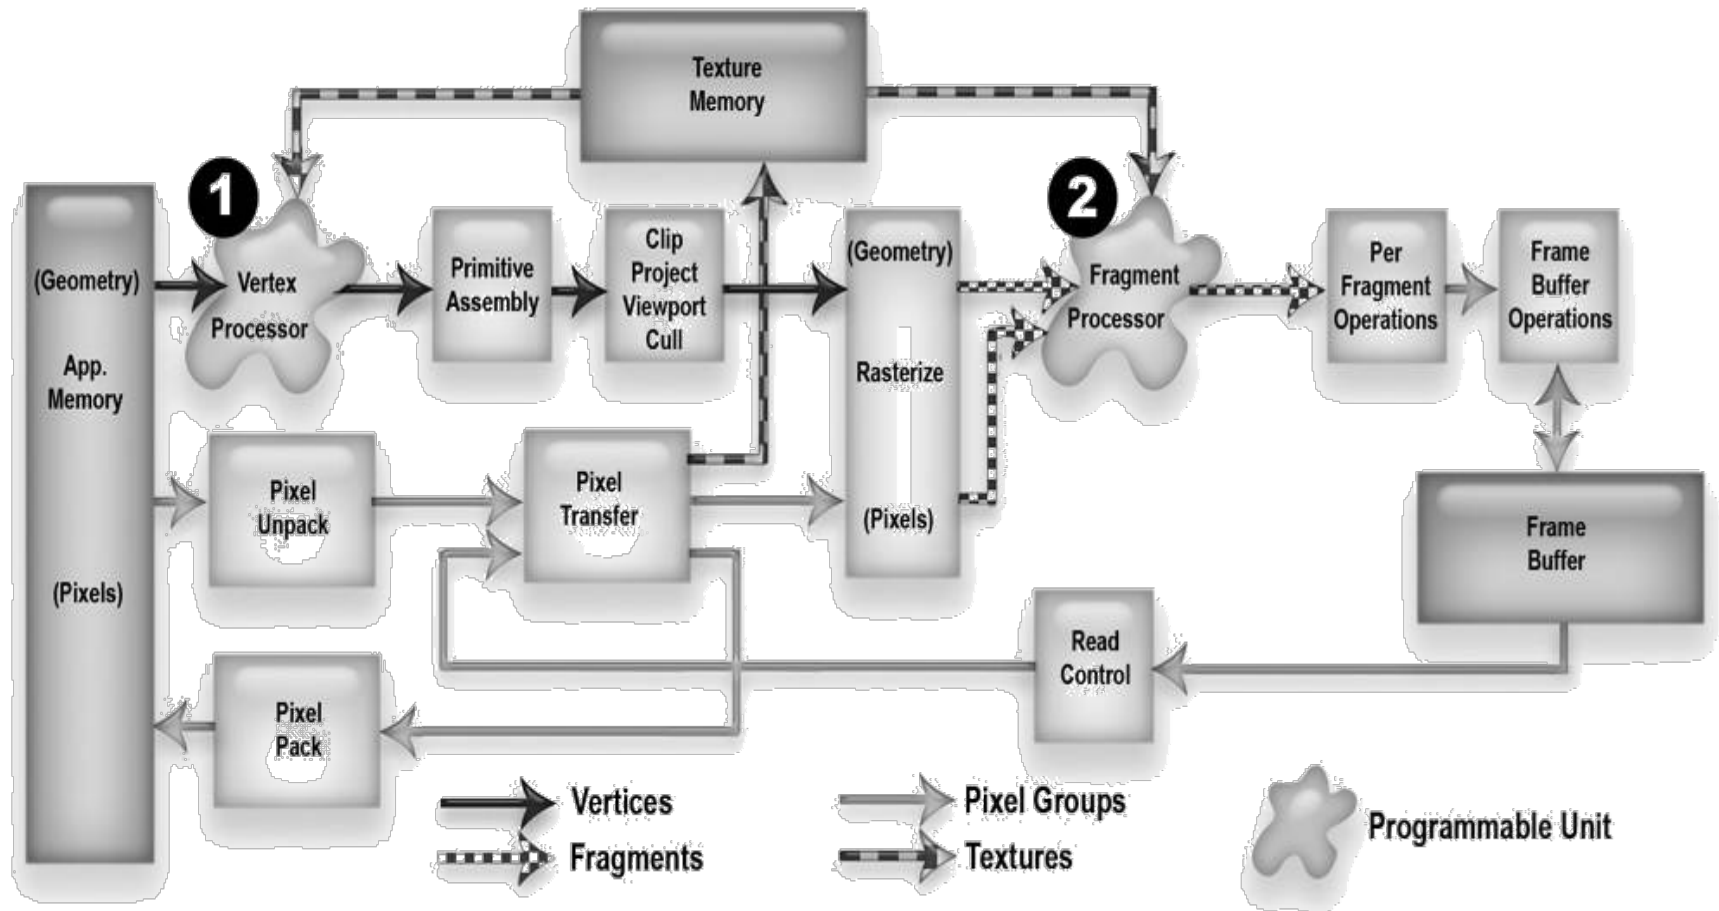 Texture
Memory
1
2
(Geometry)
App.
Memory
(Pixels)
Vertex
Processor
Primitive
Assembly
Clip
Project
Viewport
Cull
(Geometry)
Rasterize
(Pixels)
Fragment
Processor
Per
Fragment
Operations
Frame
Buffer
Operations
Pixel
Unpack
Pixel
Transfer
Frame
Buffer
Read
Control
Pixel
Pack
Vertices
Fragments
Pixel Groups
Textures
Programmable Unit